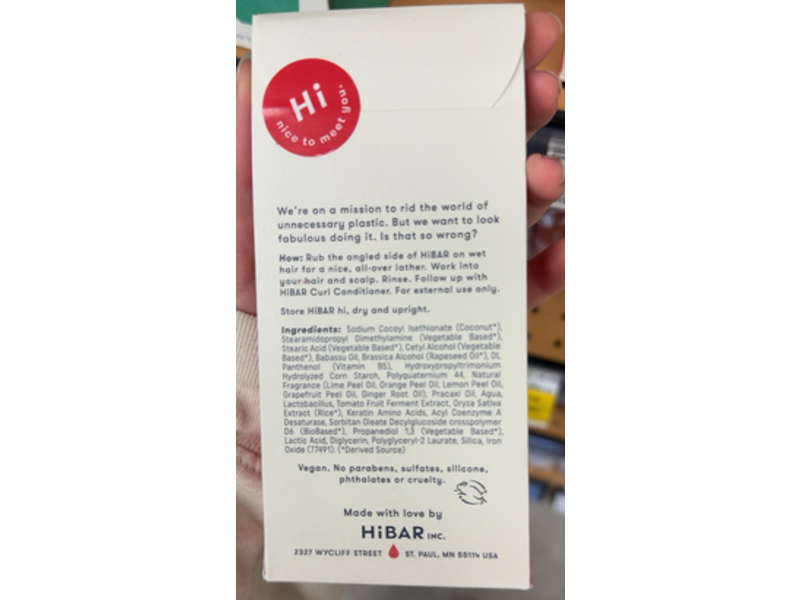 Hi
nice to meet you.
We're on a mission to rid the world of
unnecessary plastic. But we want to look
fabulous doing it. Is that so wrong?
How: Rub the angled side of HiBAR on wet
hair for a nice, all-over lather. Work into
your hair and scalp. Rinse. Follow up with
HiBAR Curl Conditioner. For external use only.
Store HiBAR hi, dry and upright.
Ingredients: Sodium Cocoyl Isethionate (Coconut*),
Stearamidopropyl Dimethylamine (Vegetable Based*),
Stearic Acid (Vegetable Based*), Cetyl Alcohol (Vegetable
Based*), Babassu Oil, Brassica Alcohol (Rapeseed Oil*), DL
Panthenol (Vitamin B5), Hydroxypropyltrimonium
Hydrolyzed Corn Starch, Polyquaternium 44, Natural
Fragrance (Lime Peel Oil, Orange Peel Oil, Lemon Peel Oil,
Grapefruit Peel Oil, Ginger Root Oil), Pracaxi Oil, Aqua,
Lactobacillus, Tomato Fruit Ferment Extract, Oryza Sativa
Extract (Rice*), Keratin Amino Acids, Acyl Coenzyme A
Desaturase, Sorbitan Oleate Decylglucoside crosspolymer
D6 (BioBased*), Propanediol 1,3 (Vegetable Based*),
Lactic Acid, Diglycerin, Polyglyceryl-2 Laurate, Silica, Iron
Oxide (77491). (*Derived Source)
Vegan. No parabens, sulfates, silicone,
phthalates or cruelty.
Made with love by
HiBAR INC.
2327 WYCLIFF STREET ST. PAUL, MN 55114 USA